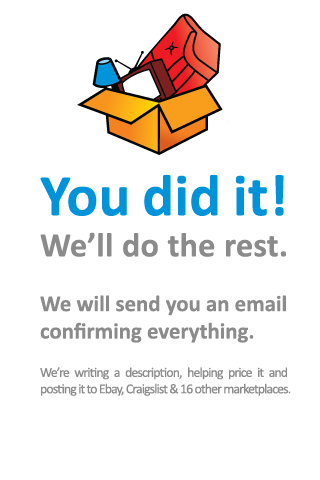 You did it!
We'll do the rest.
We will send you an email
confirming everything.
We're writing a description, helping price it and
posting it to Ebay, Craigslist & 16 other marketplaces.